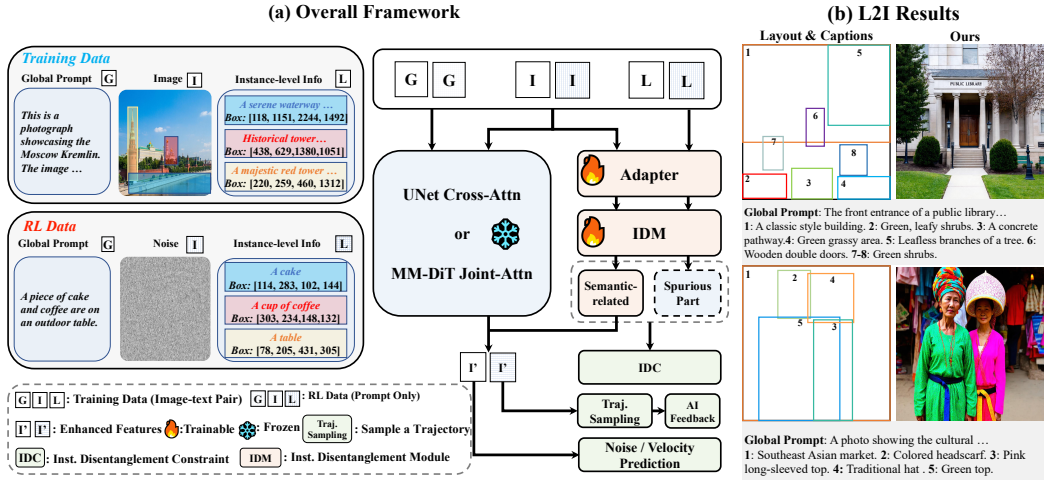 (a) Overall Framework
Training Data
Global Prompt G
Image I
Instance-level Info L
This is a
photograph
showcasing the
Moscow Kremlin.
The image …
A serene waterway …
Box: [118, 1151, 2244, 1492]
Historical tower…
Box: [438, 629,1380,1051]
A majestic red tower …
Box: [220, 259, 460, 1312]
RL Data
Global Prompt G
Noise I
Instance-level Info L
A piece of cake
and coffee are on
an outdoor table.
A cake
Box: [114, 283, 102, 144]
A cup of coffee
Box: [303, 234,148,132]
A table
Box: [78, 205, 431, 305]
G G I I L L
UNet Cross-Attn
or
MM-DiT Joint-Attn
Adapter
IDM
Semantic-
related
Spurious
Part
I' I'
IDC
Traj.
Sampling
AI
Feedback
Noise / Velocity
Prediction
G I L : Training Data (Image-text Pair) G I L : RL Data (Prompt Only)
I' I' : Enhanced Features : Trainable : Frozen Traj. Sampling : Sample a Trajectory
IDC : Inst. Disentanglement Constraint IDM : Inst. Disentanglement Module
(b) L2I Results
Layout & Captions
Ours
1
5
6
7
8
2
3
4
PUBLIC LIBRARY
Global Prompt: The front entrance of a public library…
1: A classic style building. 2: Green, leafy shrubs. 3: A concrete
pathway.4: Green grassy area. 5: Leafless branches of a tree. 6:
Wooden double doors. 7-8: Green shrubs.
1
2
4
5
3
Global Prompt: A photo showing the cultural …
1: Southeast Asian market. 2: Colored headscarf. 3: Pink
long-sleeved top. 4: Traditional hat . 5: Green top.